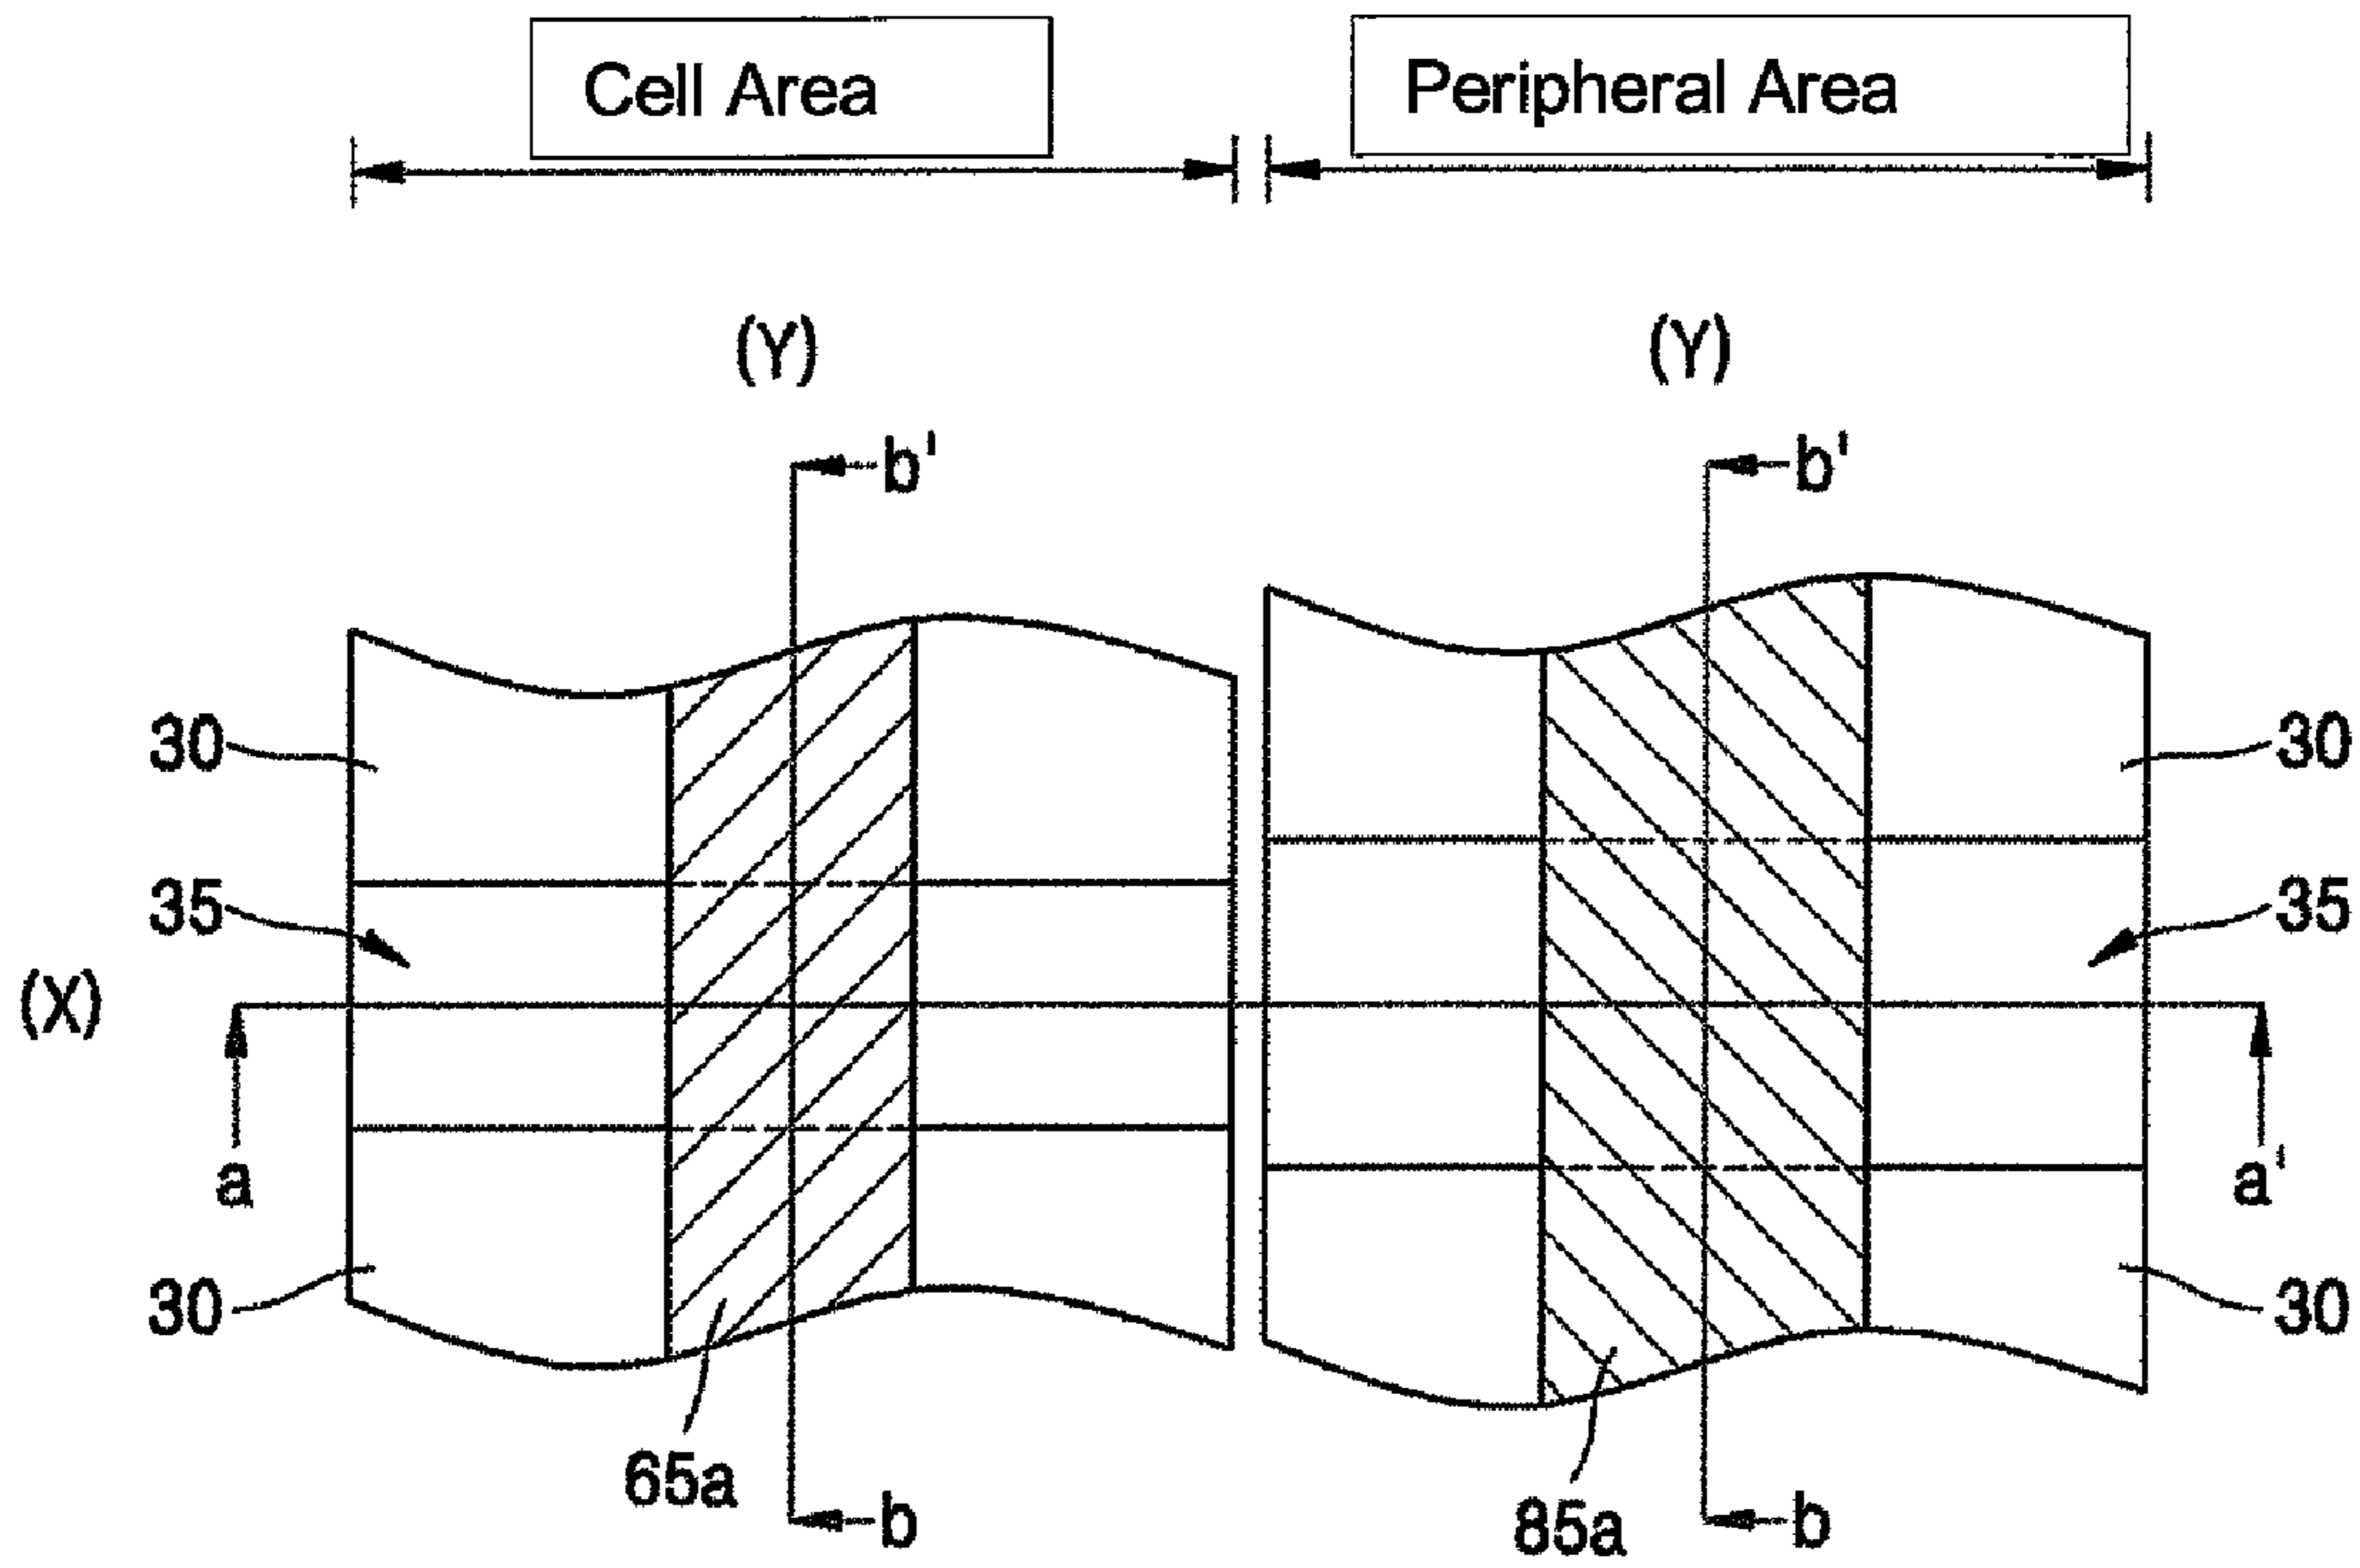 Cell Area
Peripheral Area
(Y)
(Y)
b'
b'
30
30
35
35
(X)
a
a'
30
30
65a
85a
b
b